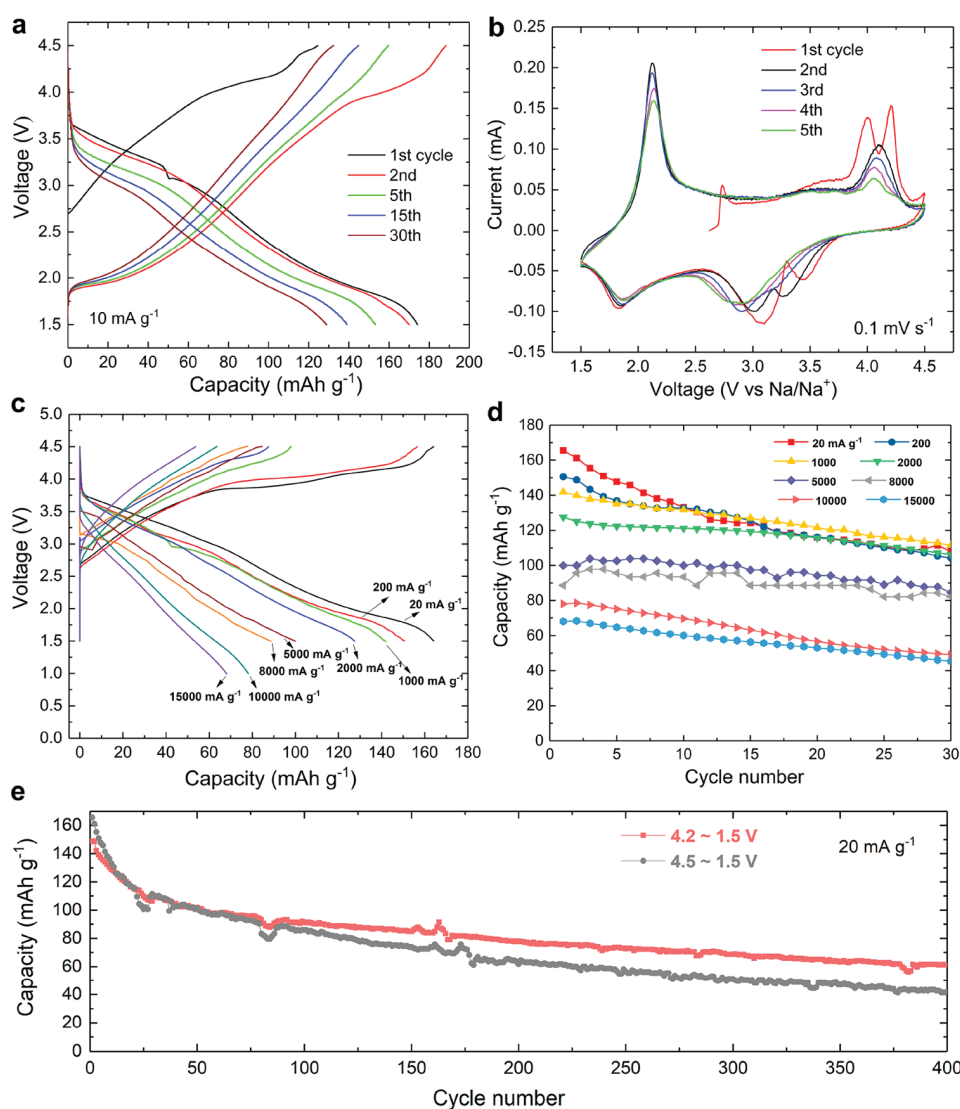 a
4.5
4.0
3.5
3.0
2.5
2.0
1.5
Voltage (V)
1st cycle
2nd
5th
15th
30th
10 mA g⁻¹
0 20 40 60 80 100 120 140 160 180 200
Capacity (mAh g⁻¹)
b
0.25
0.20
0.15
0.10
0.05
0.00
-0.05
-0.10
-0.15
Current (mA)
1st cycle
2nd
3rd
4th
5th
0.1 mV s⁻¹
1.5 2.0 2.5 3.0 3.5 4.0 4.5
Voltage (V vs Na/Na⁺)
c
5.0
4.5
4.0
3.5
3.0
2.5
2.0
1.5
1.0
0.5
0.0
Voltage (V)
200 mA g⁻¹
20 mA g⁻¹
5000 mA g⁻¹
8000 mA g⁻¹
2000 mA g⁻¹
1000 mA g⁻¹
15000 mA g⁻¹
10000 mA g⁻¹
0 20 40 60 80 100 120 140 160 180
Capacity (mAh g⁻¹)
d
180
160
140
120
100
80
60
40
20
0
Capacity (mAh g⁻¹)
20 mA g⁻¹ 200
1000 2000
5000 8000
10000 15000
0 5 10 15 20 25 30
Cycle number
e
160
140
120
100
80
60
40
20
0
Capacity (mAh g⁻¹)
4.2 ~ 1.5 V
4.5 ~ 1.5 V
20 mA g⁻¹
0 50 100 150 200 250 300 350 400
Cycle number